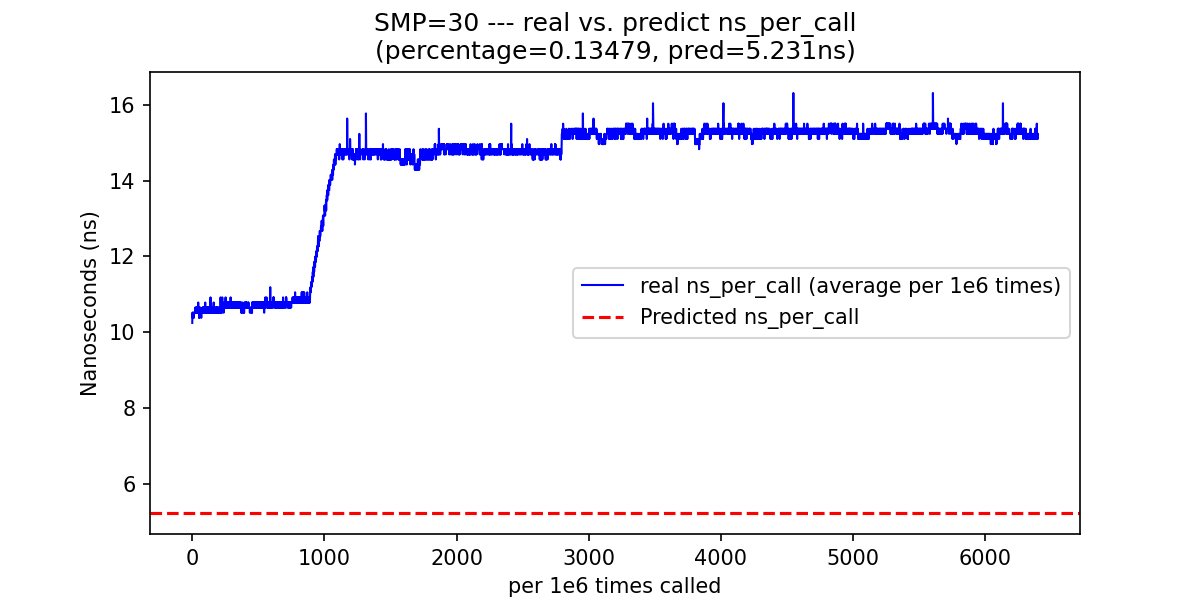 SMP=30 --- real vs. predict ns_per_call
(percentage=0.13479, pred=5.231ns)
Nanoseconds (ns)
16
14
12
10
8
6
real ns_per_call (average per 1e6 times)
Predicted ns_per_call
0 1000 2000 3000 4000 5000 6000
per 1e6 times called